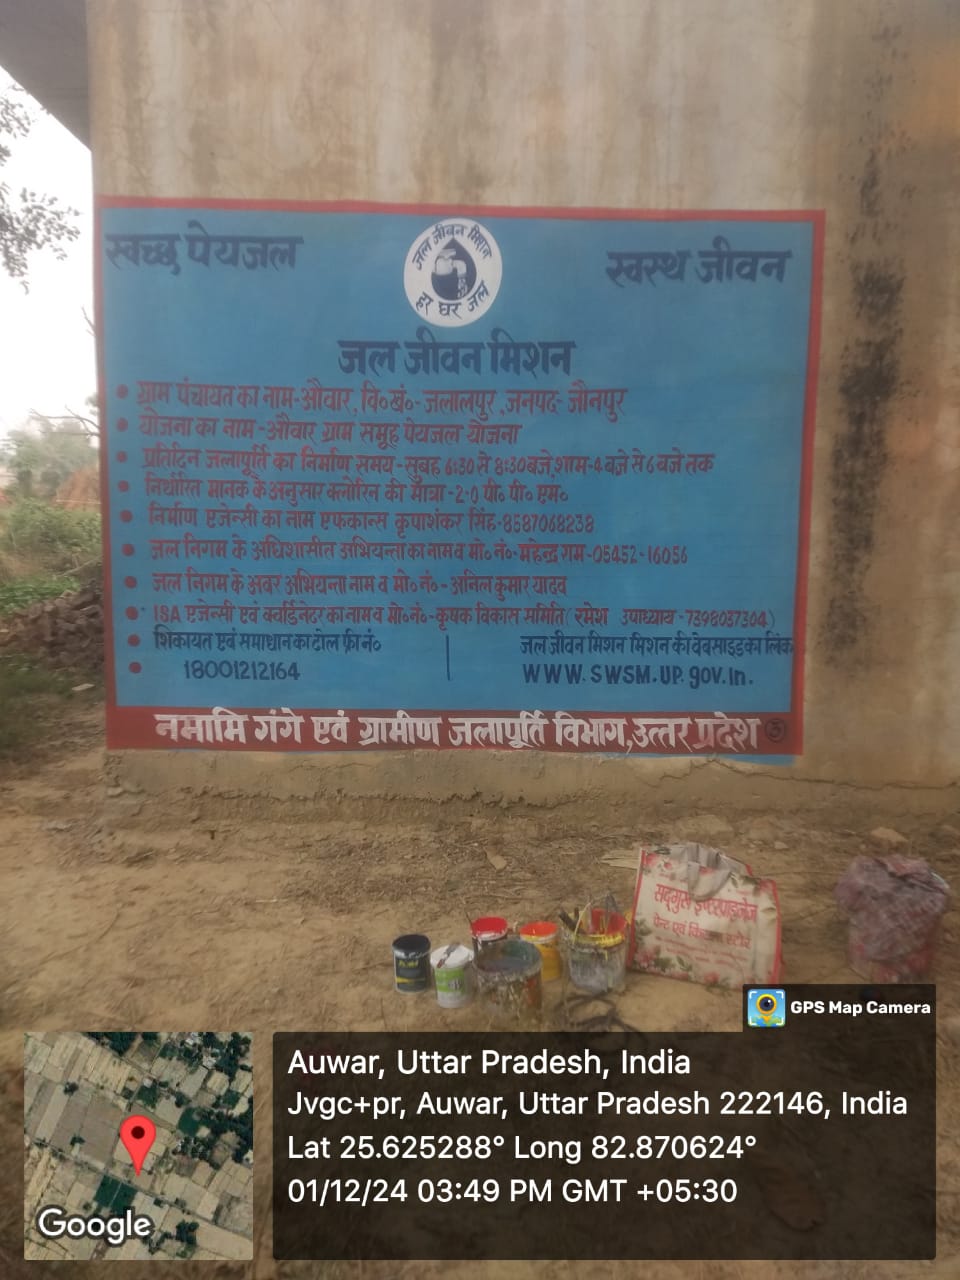 स्वच्छ पेयजल
जल जीवन मिशन
हर घर जल
स्वस्थ जीवन
जल जीवन मिशन
• ग्राम पंचायत का नाम-औवार, वि०खं०-जलालपुर, जनपद-जौनपुर
• योजना का नाम-औवार ग्राम समुह पेयजल योजना
• प्रतिदिन जलापूर्ति का निर्माण समय-सुबह 6:30 से 8:30 बजे, शाम-4 बजे से 6 बजे तक
• निर्धारित मानक के अनुसार क्लोरिन की मात्रा-2.0 पी० पी० एम०
• निर्माण एजेन्सी का नाम एफकान्स कृपाशंकर सिंह-8587068238
• जल निगम के अधिशासीत अभियन्ता का नाम व मो० नं०-महेन्द्र राम-05452-16056
• जल निगम के अवर अभियन्ता नाम व मो० नं०-अनिल कुमार यादव
• ISA एजेन्सी एवं क्वार्डिनेटर का नाम व मो० नं०-कृषक विकास समिति (रमेश उपाध्याय-7398037304)
• शिकायत एवं समाधान का टोल फ्री नं०
• 18001212164
जल जीवन मिशन मिशन की वेबसाइड का लिंक
WWW.SWSM.UP.gov.in.
नमामि गंगे एवं ग्रामीण जलापूर्ति विभाग, उत्तर प्रदेश ③
सद्गुरु इण्टरप्राइजेज
पेन्ट एवं
स्टोर
GPS Map Camera
Auwar, Uttar Pradesh, India
Jvgc+pr, Auwar, Uttar Pradesh 222146, India
Lat 25.625288° Long 82.870624°
01/12/24 03:49 PM GMT +05:30
Google